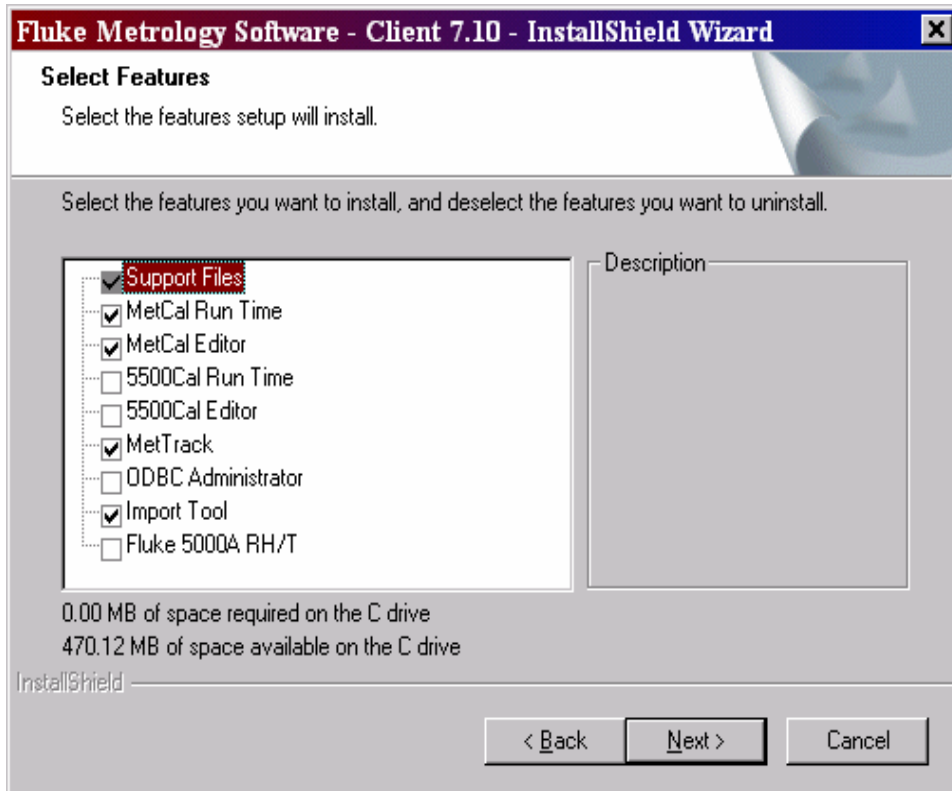 Fluke Metrology Software - Client 7.10 - InstallShield Wizard
Select Features
Select the features setup will install.
Select the features you want to install, and deselect the features you want to uninstall.
Support Files
MetCal Run Time
MetCal Editor
5500Cal Run Time
5500Cal Editor
MetTrack
ODBC Administrator
Import Tool
Fluke 5000A RH/T
Description
0.00 MB of space required on the C drive
470.12 MB of space available on the C drive
InstallShield
< Back
Next >
Cancel